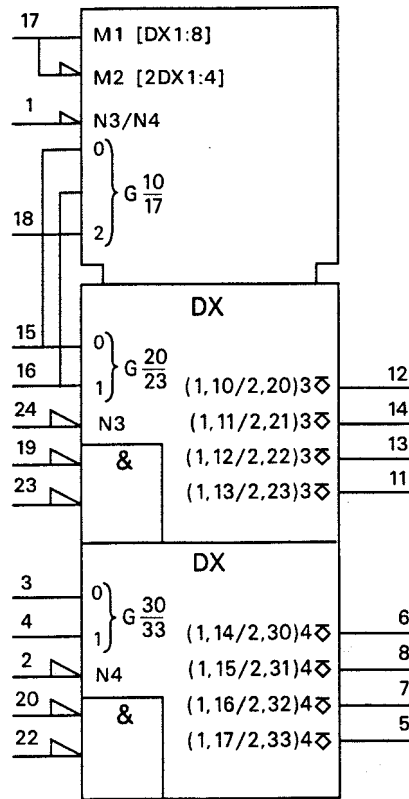 17 M1 [DX1:8]
M2 [2DX1:4]
1 N3/N4
0
G 10/17
18 2
DX
15 0
16 1 G 20/23
(1,10/2,20)3 12
24 N3 (1,11/2,21)3 14
19 & (1,12/2,22)3 13
23 (1,13/2,23)3 11
DX
3 0
4 1 G 30/33
(1,14/2,30)4 6
2 N4 (1,15/2,31)4 8
20 & (1,16/2,32)4 7
22 (1,17/2,33)4 5